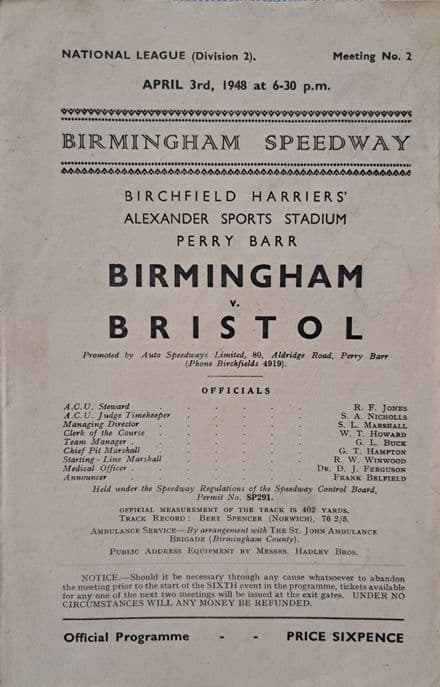 NATIONAL LEAGUE (Division 2). Meeting No. 2
APRIL 3rd, 1948 at 6-30 p.m.
BIRMINGHAM SPEEDWAY
BIRCHFIELD HARRIERS'
ALEXANDER SPORTS STADIUM
PERRY BARR
BIRMINGHAM
v.
BRISTOL
Promoted by Auto Speedways Limited, 80, Aldridge Road, Perry Barr
(Phone Birchfields 4919).
OFFICIALS
A.C.U. Steward . . . . . . R. F. JONES
A.C.U. Judge Timekeeper . . . . . S. A. NICHOLLS
Managing Director . . . . . S. L. MARSHALL
Clerk of the Course . . . . . . W. T. HOWARD
Team Manager . . . . . . G. L. BUCK
Chief Pit Marshall . . . . . G. T. HAMPTON
Starting-Line Marshall . . . . . R. W. WINWOOD
Medical Officer . . . . . . DR. D. J. FERGUSON
Announcer . . . . . . FRANK BELFIELD
Held under the Speedway Regulations of the Speedway Control Board,
Permit No. SP291.
OFFICIAL MEASUREMENT OF THE TRACK IS 402 YARDS.
TRACK RECORD: BERT SPENCER (NORWICH), 76 2/5.
AMBULANCE SERVICE—By arrangement with THE ST. JOHN AMBULANCE
BRIGADE (Birmingham County).
PUBLIC ADDRESS EQUIPMENT BY MESSRS. HADLEY BROS.
NOTICE.—Should it be necessary through any cause whatsoever to abandon
the meeting prior to the start of the SIXTH event in the programme, tickets available
for any one of the next two meetings will be issued at the exit gates. UNDER NO
CIRCUMSTANCES WILL ANY MONEY BE REFUNDED.
Official Programme - - PRICE SIXPENCE